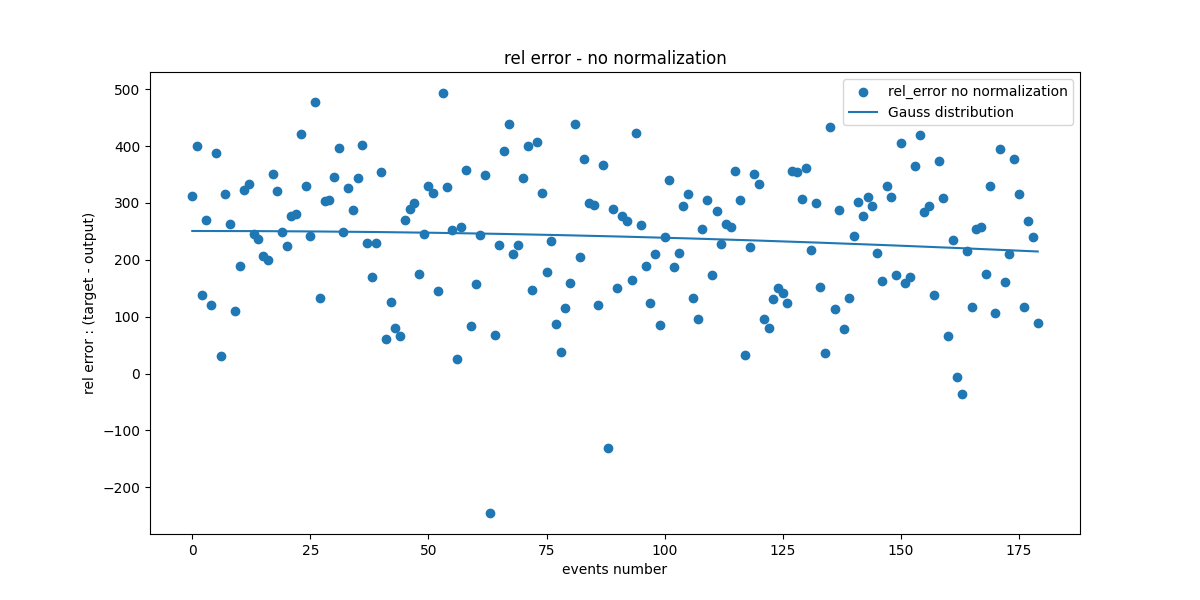 rel error - no normalization
rel_error no normalization
Gauss distribution
rel error : (target - output)
500
400
300
200
100
0
−100
−200
0 25 50 75 100 125 150 175
events number